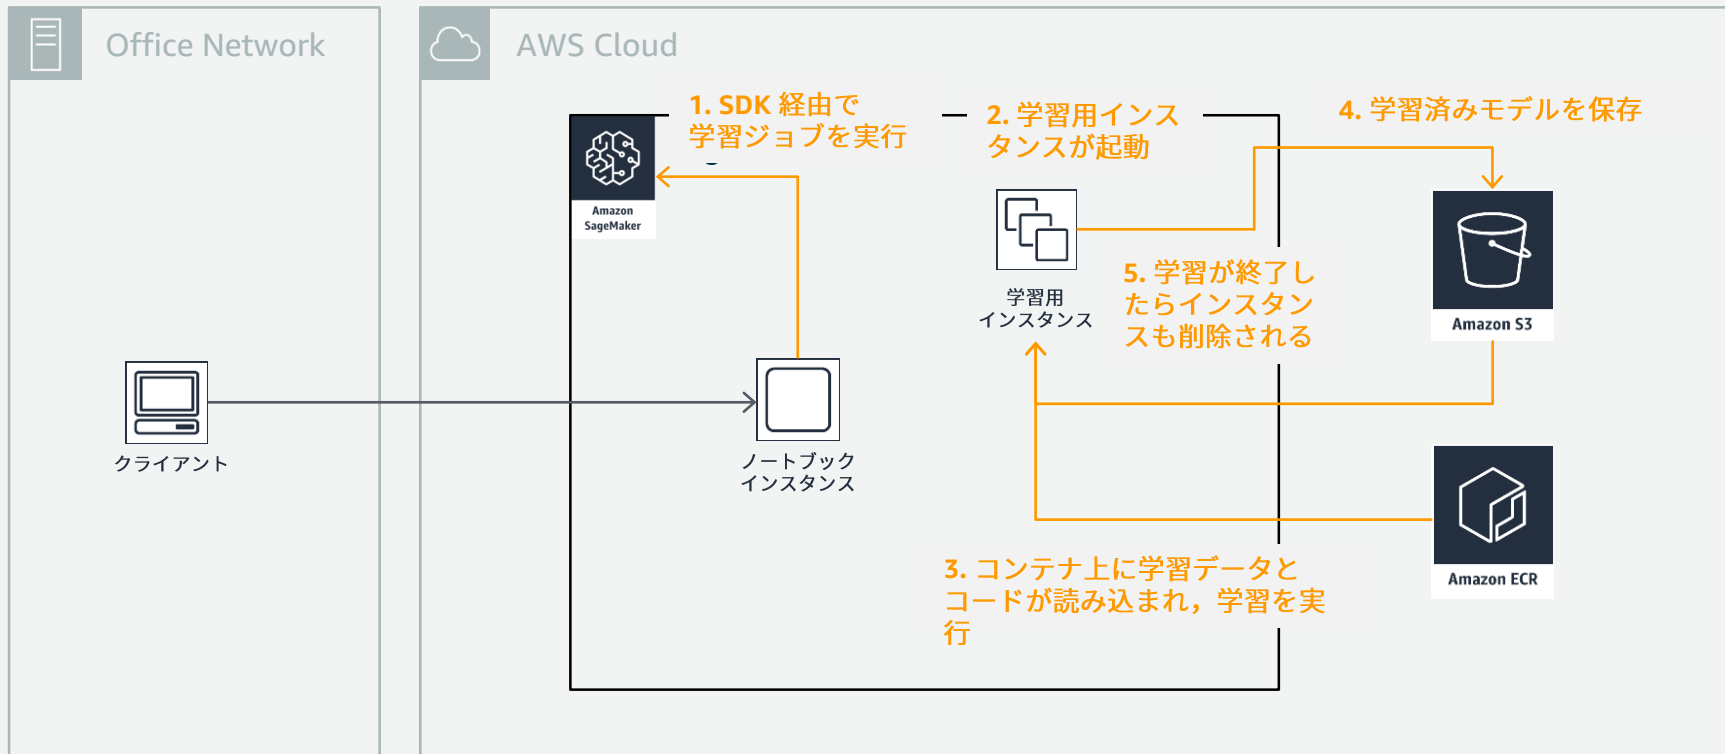 Office Network
AWS Cloud
1. SDK 経由で
学習ジョブを実行
2. 学習用インス
タンスが起動
4. 学習済みモデルを保存
Amazon
SageMaker
学習用
インスタンス
5. 学習が終了し
たらインスタン
スも削除される
Amazon S3
クライアント
ノートブック
インスタンス
3. コンテナ上に学習データと
コードが読み込まれ，学習を実
行
Amazon ECR